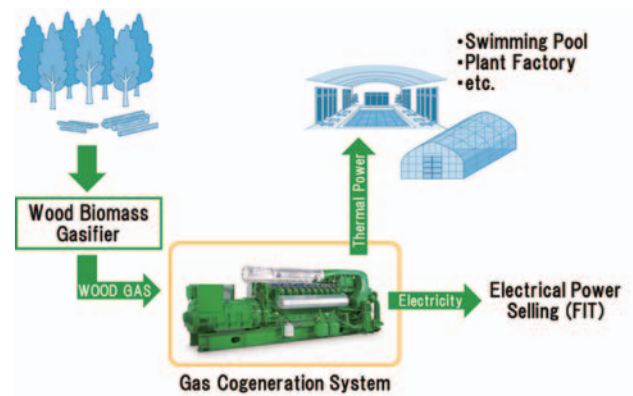 ・Swimming Pool
・Plant Factory
・etc.
Thermal Power
Wood Biomass
Gasifier
WOOD GAS
Electricity
Electrical Power
Selling (FIT)
Gas Cogeneration System